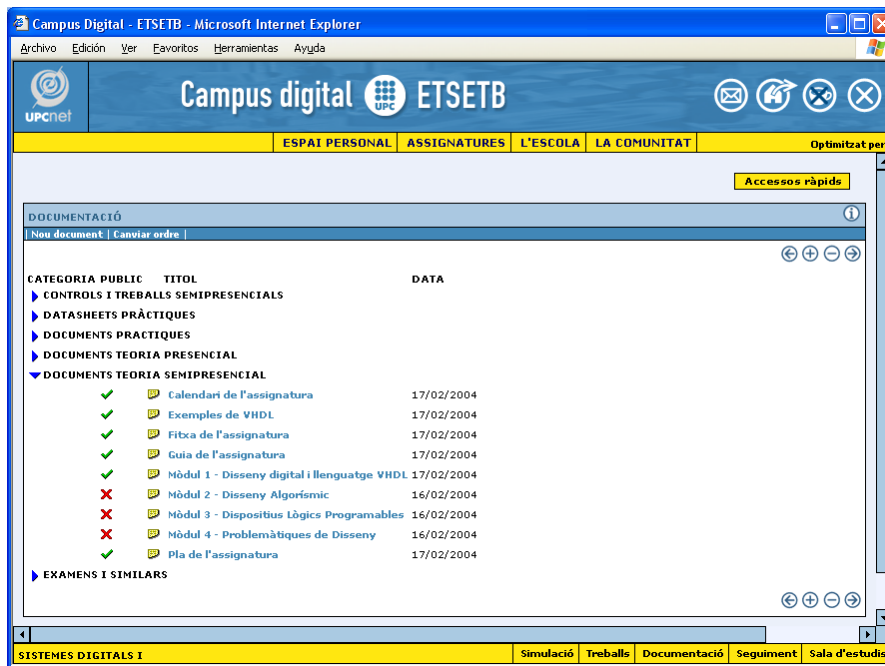 Campus Digital - ETSETB - Microsoft Internet Explorer
Archivo Edición Ver Favoritos Herramientas Ayuda
UPCnet Campus digital UPC ETSETB
ESPAI PERSONAL ASSIGNATURES L'ESCOLA LA COMUNITAT Optimitzat per
Accessos ràpids
DOCUMENTACIÓ
| Nou document | Canviar ordre |
CATEGORIA PUBLIC TITOL DATA
CONTROLS I TREBALLS SEMIPRESENCIALS
DATASHEETS PRÀCTIQUES
DOCUMENTS PRACTIQUES
DOCUMENTS TEORIA PRESENCIAL
DOCUMENTS TEORIA SEMIPRESENCIAL
Calendari de l'assignatura 17/02/2004
Exemples de VHDL 17/02/2004
Fitxa de l'assignatura 17/02/2004
Guia de l'assignatura 17/02/2004
Mòdul 1 - Disseny digital i llenguatge VHDL 17/02/2004
Mòdul 2 - Disseny Algorísmic 16/02/2004
Mòdul 3 - Dispositius Lògics Programables 16/02/2004
Mòdul 4 - Problemàtiques de Disseny 16/02/2004
Pla de l'assignatura 17/02/2004
EXAMENS I SIMILARS
SISTEMES DIGITALS I Simulació Treballs Documentació Seguiment Sala d'estudis